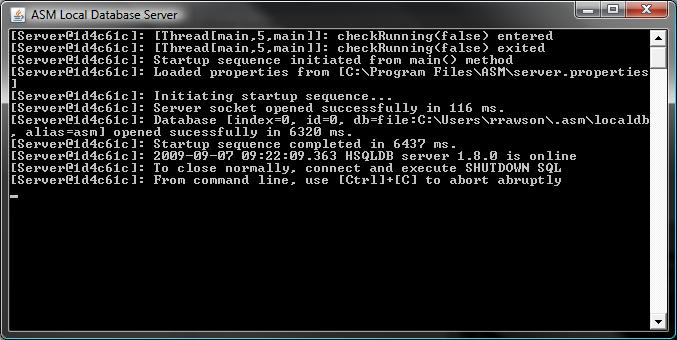 ASM Local Database Server
[Server@1d4c61c]: [Thread[main,5,main]]: checkRunning(false) entered
[Server@1d4c61c]: [Thread[main,5,main]]: checkRunning(false) exited
[Server@1d4c61c]: Startup sequence initiated from main() method
[Server@1d4c61c]: Loaded properties from [C:\Program Files\ASM\server.properties
]
[Server@1d4c61c]: Initiating startup sequence...
[Server@1d4c61c]: Server socket opened successfully in 116 ms.
[Server@1d4c61c]: Database [index=0, id=0, db=file:C:\Users\rrawson\.asm\localdb
, alias=asm] opened sucessfully in 6320 ms.
[Server@1d4c61c]: Startup sequence completed in 6437 ms.
[Server@1d4c61c]: 2009-09-07 09:22:09.363 HSQLDB server 1.8.0 is online
[Server@1d4c61c]: To close normally, connect and execute SHUTDOWN SQL
[Server@1d4c61c]: From command line, use [Ctrl]+[C] to abort abruptly